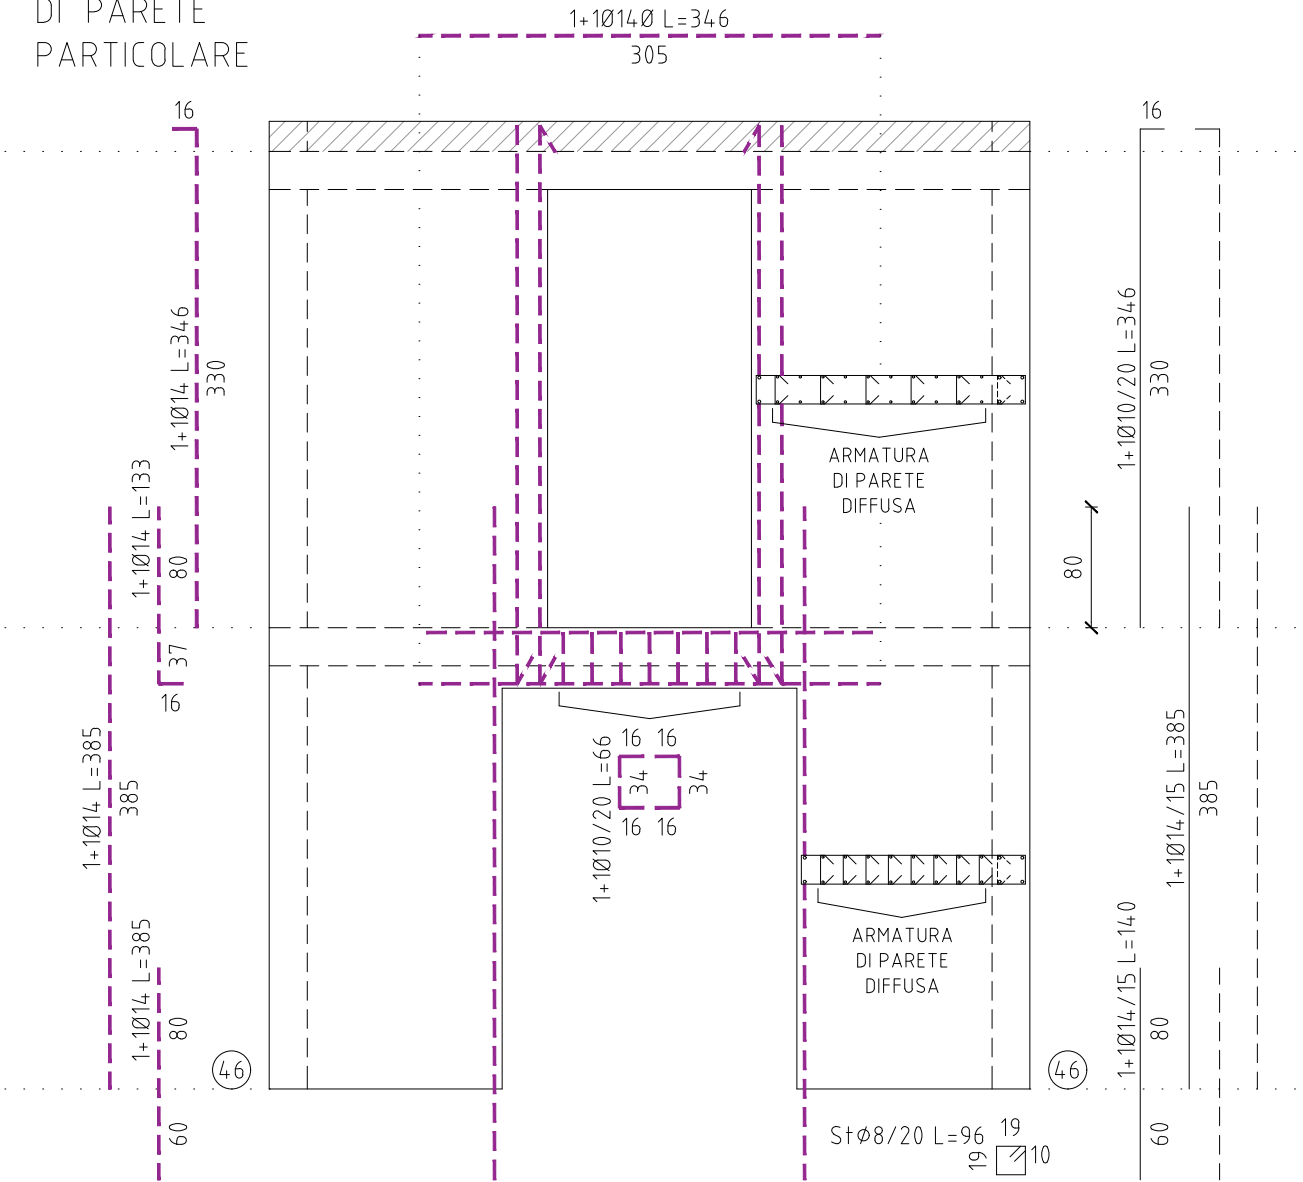 DI PARETE
PARTICOLARE
1+1Ø14Ø L=346
305
16
16
1+1Ø14 L=346
330
1+1Ø10/20 L=346
330
ARMATURA
DI PARETE
DIFFUSA
1+1Ø14 L=133
80
37
16
80
1+1Ø14 L=385
385
1+1Ø10/20 L=66
16 16
34
34
16 16
1+1Ø14/15 L=385
385
ARMATURA
DI PARETE
DIFFUSA
1+1Ø14 L=385
80
60
46
46
1+1Ø14/15 L=140
80
60
StØ8/20 L=96
19
19
10